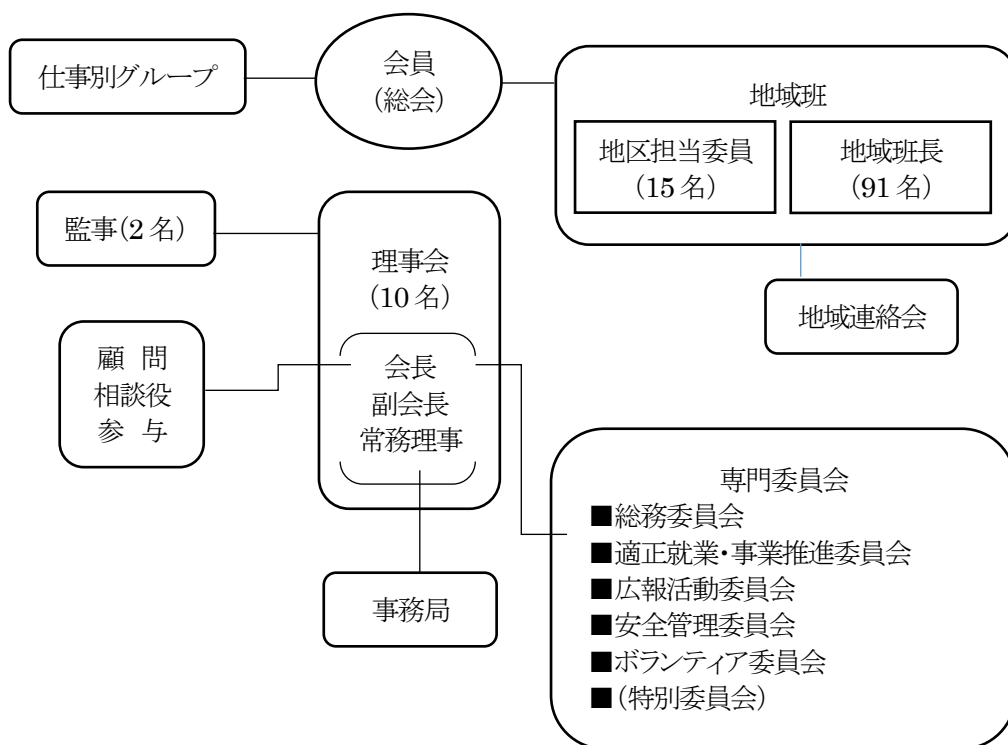 仕事別グループ
会員
(総会)
地域班
地区担当委員
(15名)
地域班長
(91名)
監事(2名)
理事会
(10名)
地域連絡会
顧 問
相談役
参 与
会長
副会長
常務理事
専門委員会
■総務委員会
■適正就業・事業推進委員会
■広報活動委員会
■安全管理委員会
■ボランティア委員会
■(特別委員会)
事務局